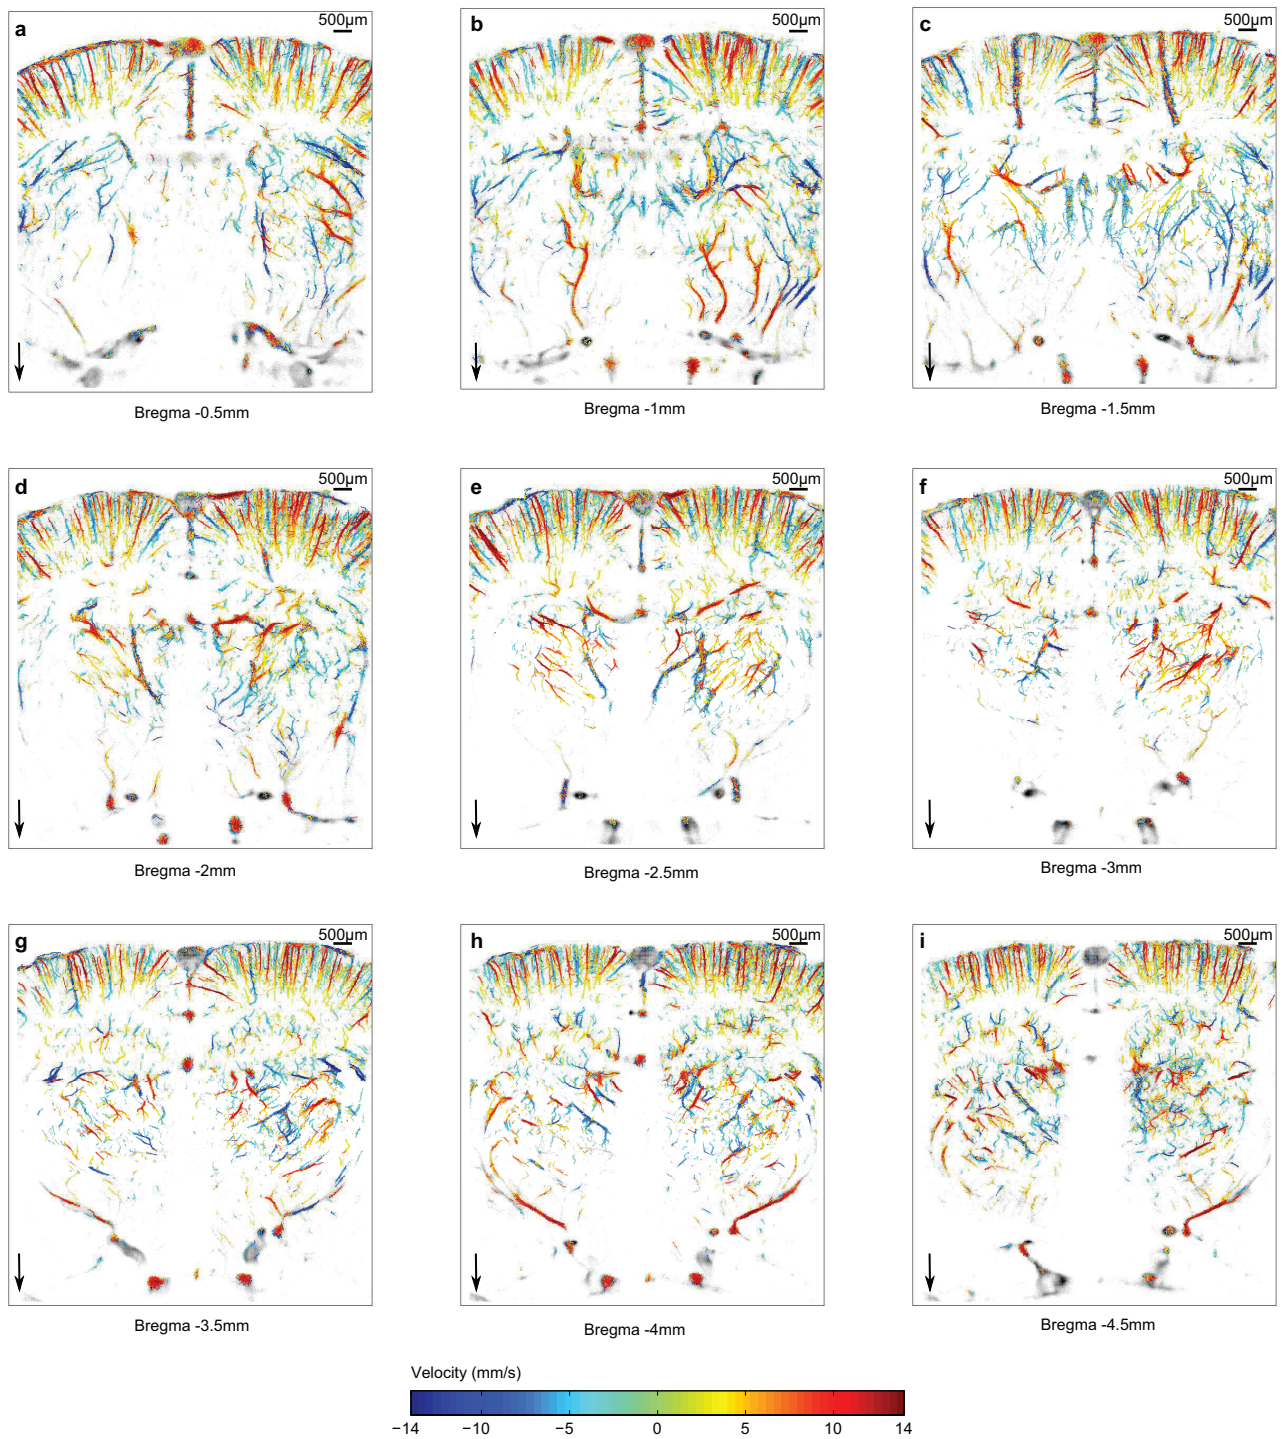 a
500µm
b
500µm
c
500µm
Bregma -0.5mm
Bregma -1mm
Bregma -1.5mm
d
500µm
e
500µm
f
500µm
Bregma -2mm
Bregma -2.5mm
Bregma -3mm
g
500µm
h
500µm
i
500µm
Bregma -3.5mm
Bregma -4mm
Bregma -4.5mm
Velocity (mm/s)
−14 −10 −5 0 5 10 14